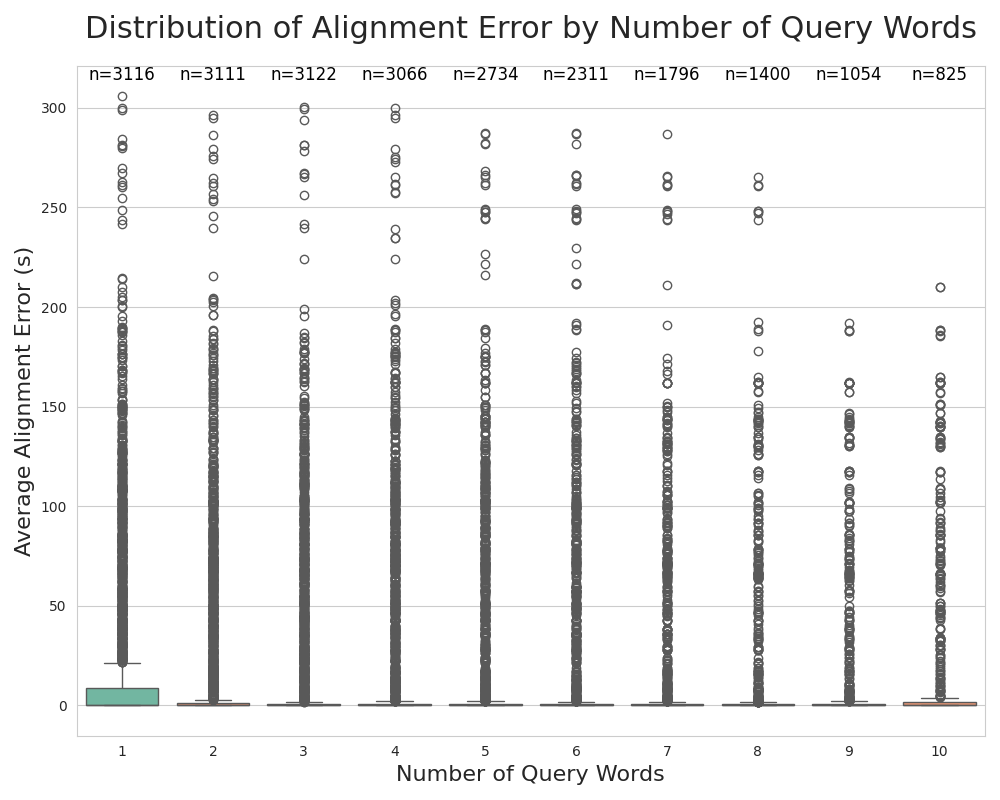 Distribution of Alignment Error by Number of Query Words
n=3116 n=3111 n=3122 n=3066 n=2734 n=2311 n=1796 n=1400 n=1054 n=825
300
250
200
150
100
50
0
Average Alignment Error (s)
1 2 3 4 5 6 7 8 9 10
Number of Query Words